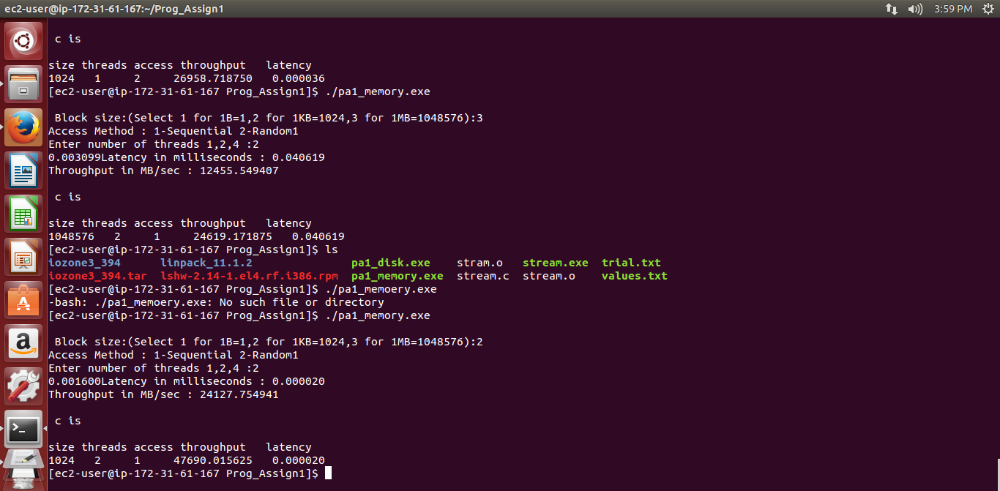 ec2-user@ip-172-31-61-167:~/Prog_Assign1 3:59 PM
c is
size threads access throughput latency
1024 1 2 26958.718750 0.000036
[ec2-user@ip-172-31-61-167 Prog_Assign1]$ ./pa1_memory.exe
Block size:(Select 1 for 1B=1,2 for 1KB=1024,3 for 1MB=1048576):3
Access Method : 1-Sequential 2-Random1
Enter number of threads 1,2,4 :2
0.003099Latency in milliseconds : 0.040619
Throughput in MB/sec : 12455.549407
c is
size threads access throughput latency
1048576 2 1 24619.171875 0.040619
[ec2-user@ip-172-31-61-167 Prog_Assign1]$ ls
iozone3_394 linpack_11.1.2 pa1_disk.exe stram.o stream.exe trial.txt
iozone3_394.tar lshw-2.14-1.el4.rf.i386.rpm pa1_memory.exe stream.c stream.o values.txt
[ec2-user@ip-172-31-61-167 Prog_Assign1]$ ./pa1_memoery.exe
-bash: ./pa1_memoery.exe: No such file or directory
[ec2-user@ip-172-31-61-167 Prog_Assign1]$ ./pa1_memory.exe
Block size:(Select 1 for 1B=1,2 for 1KB=1024,3 for 1MB=1048576):2
Access Method : 1-Sequential 2-Random1
Enter number of threads 1,2,4 :2
0.001600Latency in milliseconds : 0.000020
Throughput in MB/sec : 24127.754941
c is
size threads access throughput latency
1024 2 1 47690.015625 0.000020
[ec2-user@ip-172-31-61-167 Prog_Assign1]$